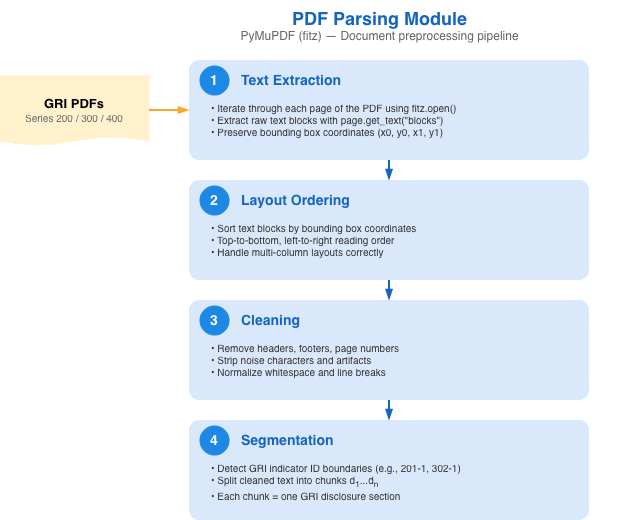 PDF Parsing Module
PyMuPDF (fitz) — Document preprocessing pipeline
GRI PDFs
Series 200 / 300 / 400
1 Text Extraction
• Iterate through each page of the PDF using fitz.open()
• Extract raw text blocks with page.get_text("blocks")
• Preserve bounding box coordinates (x0, y0, x1, y1)
2 Layout Ordering
• Sort text blocks by bounding box coordinates
• Top-to-bottom, left-to-right reading order
• Handle multi-column layouts correctly
3 Cleaning
• Remove headers, footers, page numbers
• Strip noise characters and artifacts
• Normalize whitespace and line breaks
4 Segmentation
• Detect GRI indicator ID boundaries (e.g., 201-1, 302-1)
• Split cleaned text into chunks d1...dn
• Each chunk = one GRI disclosure section